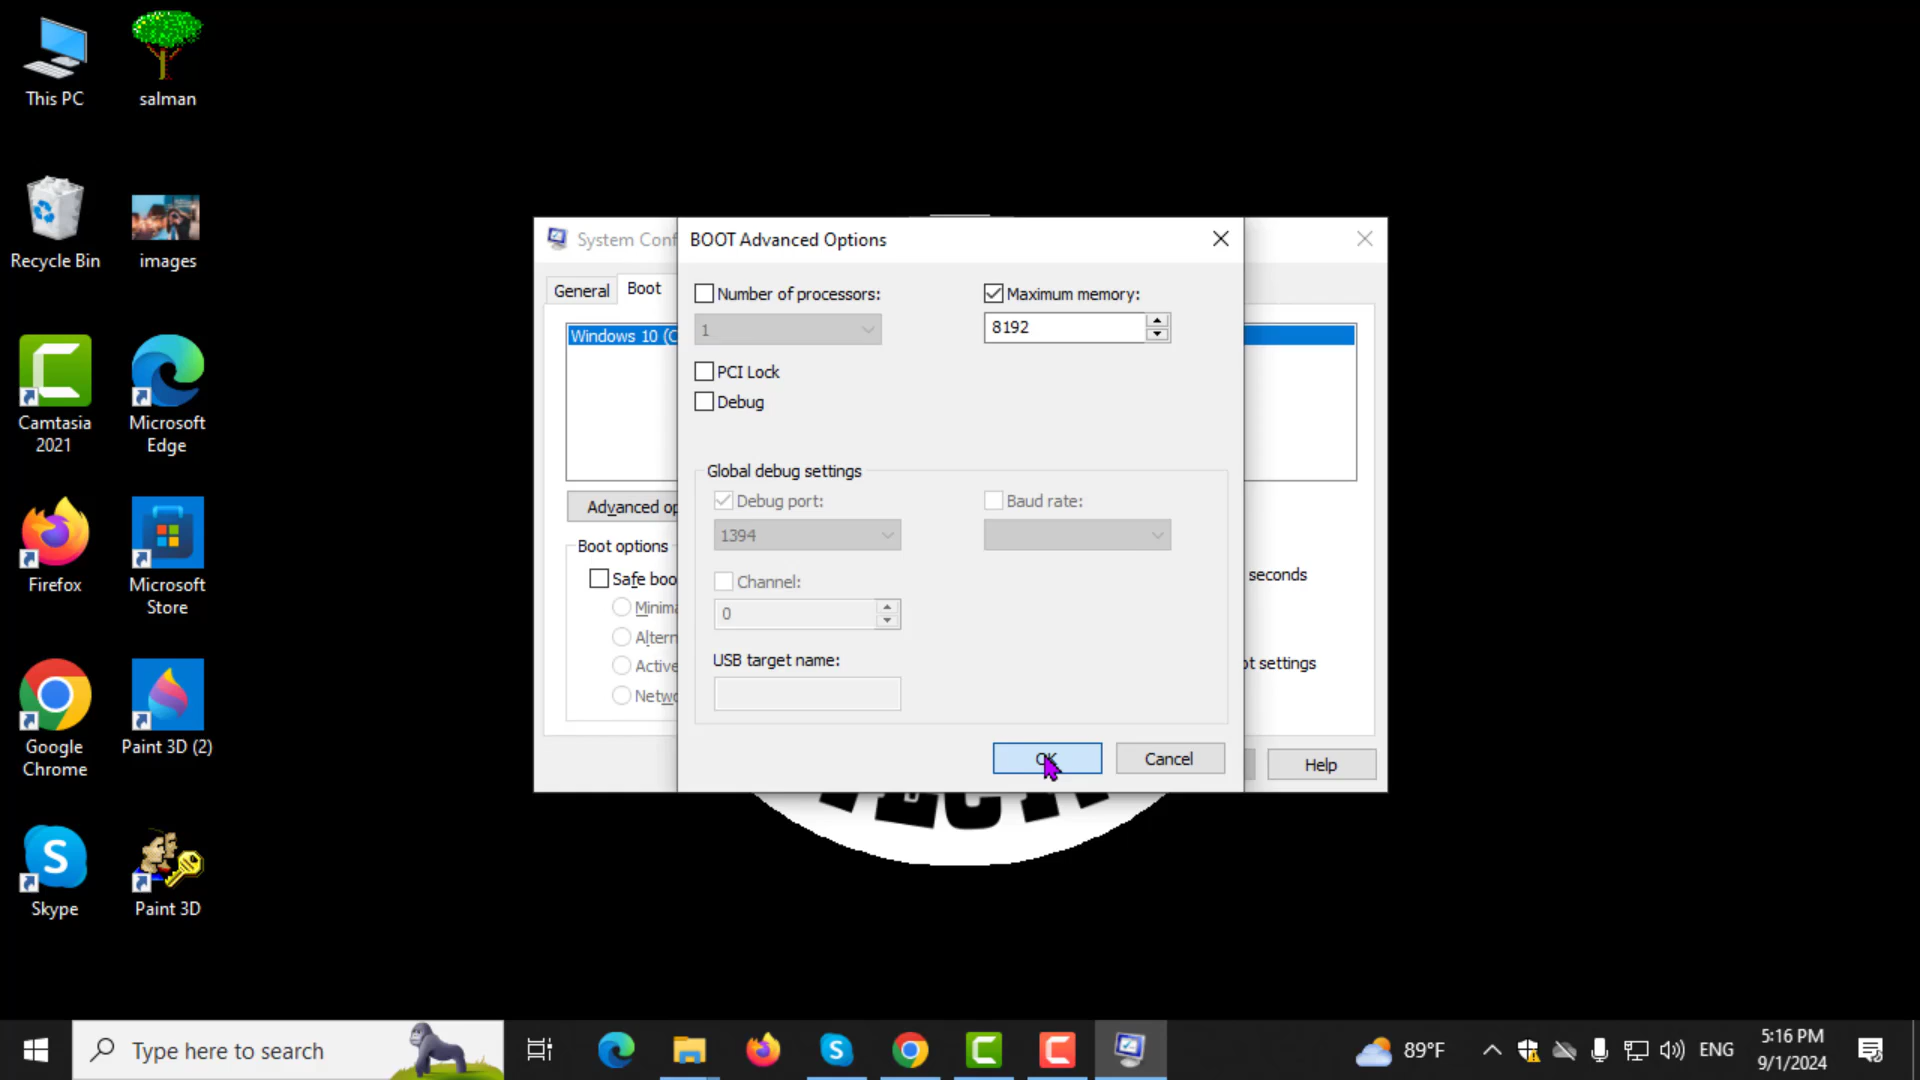 This PC
salman
Recycle Bin
images
Camtasia
2021
Microsoft
Edge
Firefox
Microsoft
Store
Google
Chrome
Paint 3D (2)
Skype
Paint 3D
System Conf
General
Boot
Windows 10 (C
Advanced op
Boot options
Safe boo
Minima
Altern
Active
Netwo
seconds
ot settings
Help
BOOT Advanced Options
Number of processors:
Maximum memory:
1
8192
PCI Lock
Debug
Global debug settings
Debug port:
Baud rate:
1394
Channel:
0
USB target name:
OK
Cancel
Type here to search
89°F
ENG
5:16 PM
9/1/2024